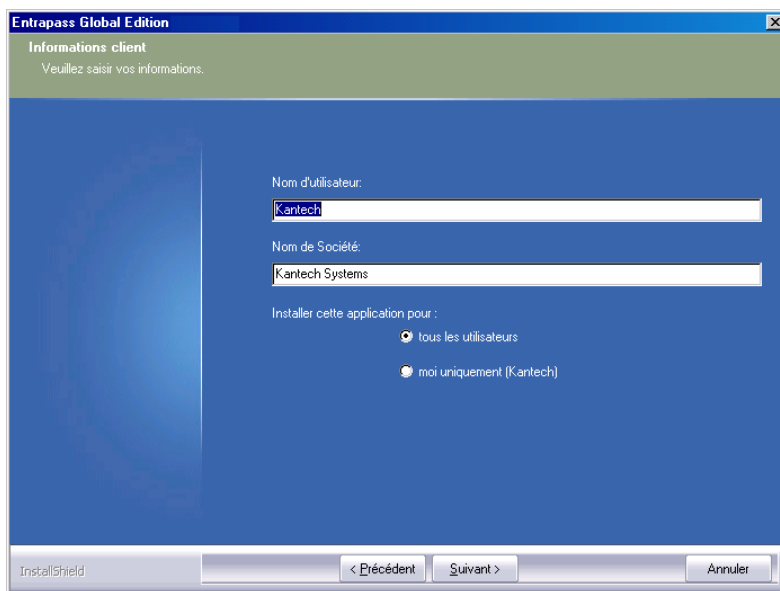 Entrapass Global Edition
Informations client
Veuillez saisir vos informations.
Nom d'utilisateur:
Kantech
Nom de Société:
Kantech Systems
Installer cette application pour :
tous les utilisateurs
moi uniquement (Kantech)
InstallShield
< Précédent
Suivant >
Annuler